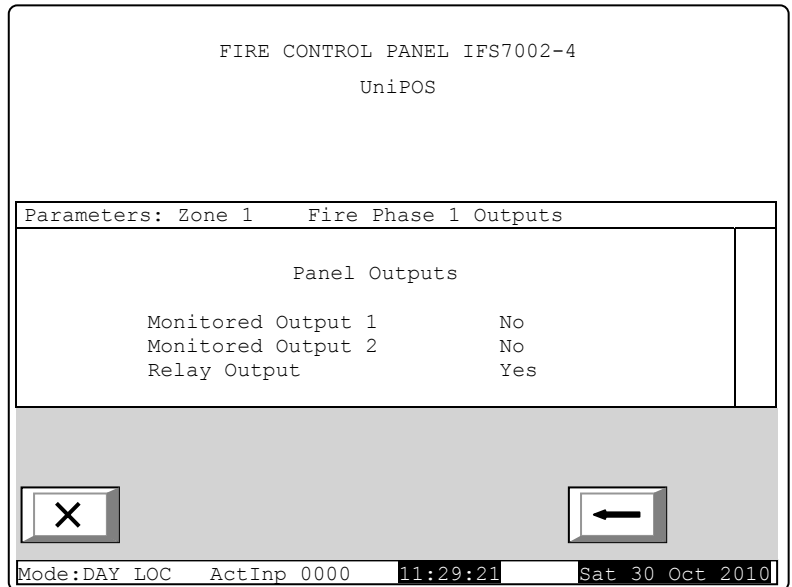 FIRE CONTROL PANEL IFS7002-4
UniPOS
Parameters: Zone 1 Fire Phase 1 Outputs
Panel Outputs
Monitored Output 1 No
Monitored Output 2 No
Relay Output Yes
Mode:DAY LOC ActInp 0000 11:29:21 Sat 30 Oct 2010